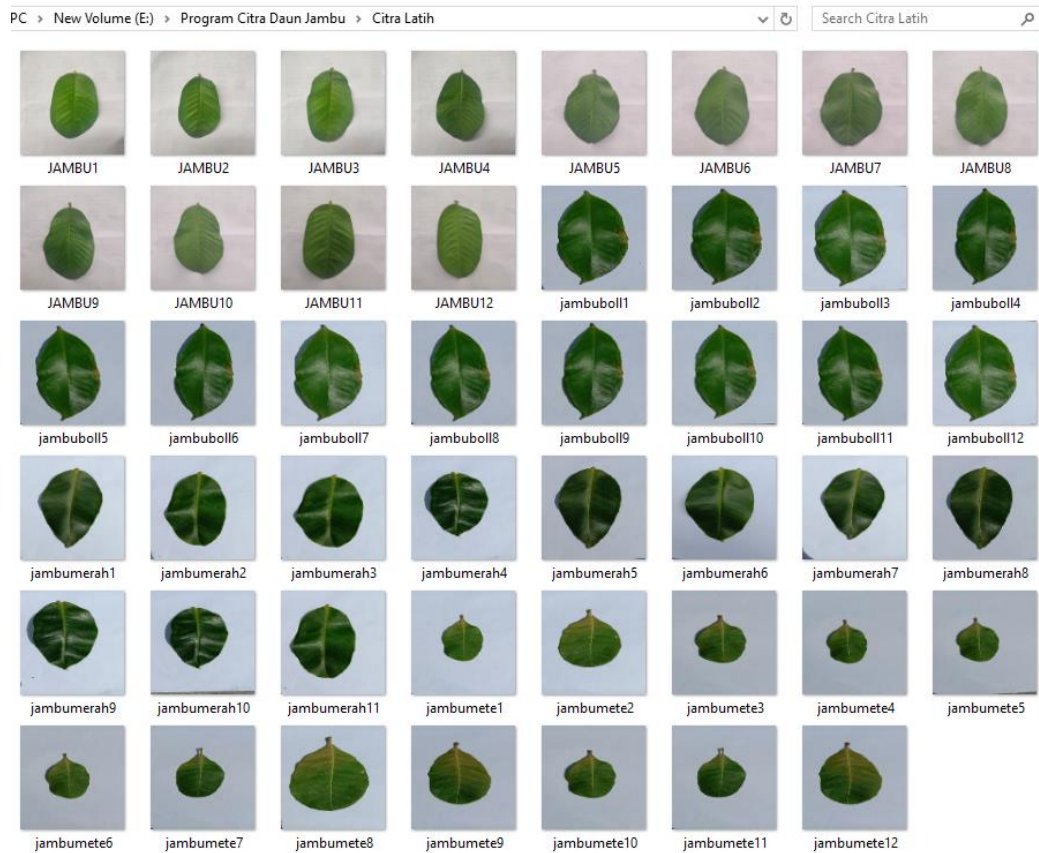 PC > New Volume (E:) > Program Citra Daun Jambu > Citra Latih Search Citra Latih
JAMBU1 JAMBU2 JAMBU3 JAMBU4 JAMBU5 JAMBU6 JAMBU7 JAMBU8
JAMBU9 JAMBU10 JAMBU11 JAMBU12 jambuboll1 jambuboll2 jambuboll3 jambuboll4
jambuboll5 jambuboll6 jambuboll7 jambuboll8 jambuboll9 jambuboll10 jambuboll11 jambuboll12
jambumerah1 jambumerah2 jambumerah3 jambumerah4 jambumerah5 jambumerah6 jambumerah7 jambumerah8
jambumerah9 jambumerah10 jambumerah11 jambumete1 jambumete2 jambumete3 jambumete4 jambumete5
jambumete6 jambumete7 jambumete8 jambumete9 jambumete10 jambumete11 jambumete12